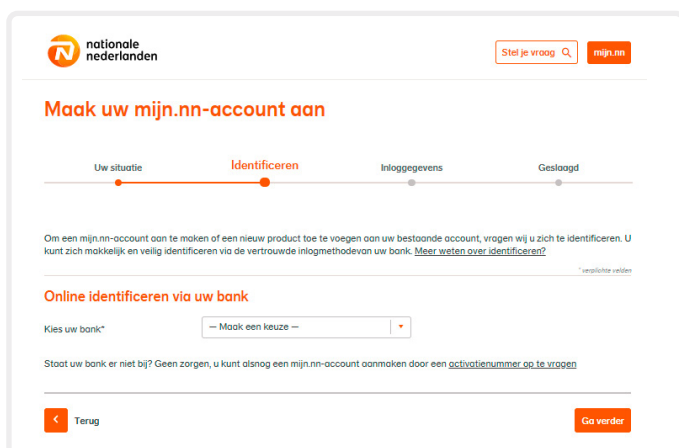 nationale
nederlanden
Stel je vraag
mijn.nn
Maak uw mijn.nn-account aan
Uw situatie
Identificeren
Inloggegevens
Geslaagd
Om een mijn.nn-account aan te maken of een nieuw product toe te voegen aan uw bestaande account, vragen wij u zich te identificeren. U
kunt zich makkelijk en veilig identificeren via de vertrouwde inlogmethodevan uw bank. Meer weten over identificeren?
*verplichte velden
Online identificeren via uw bank
Kies uw bank*
— Maak een keuze —
Staat uw bank er niet bij? Geen zorgen, u kunt alsnog een mijn.nn-account aanmaken door een activatienummer op te vragen
Terug
Ga verder